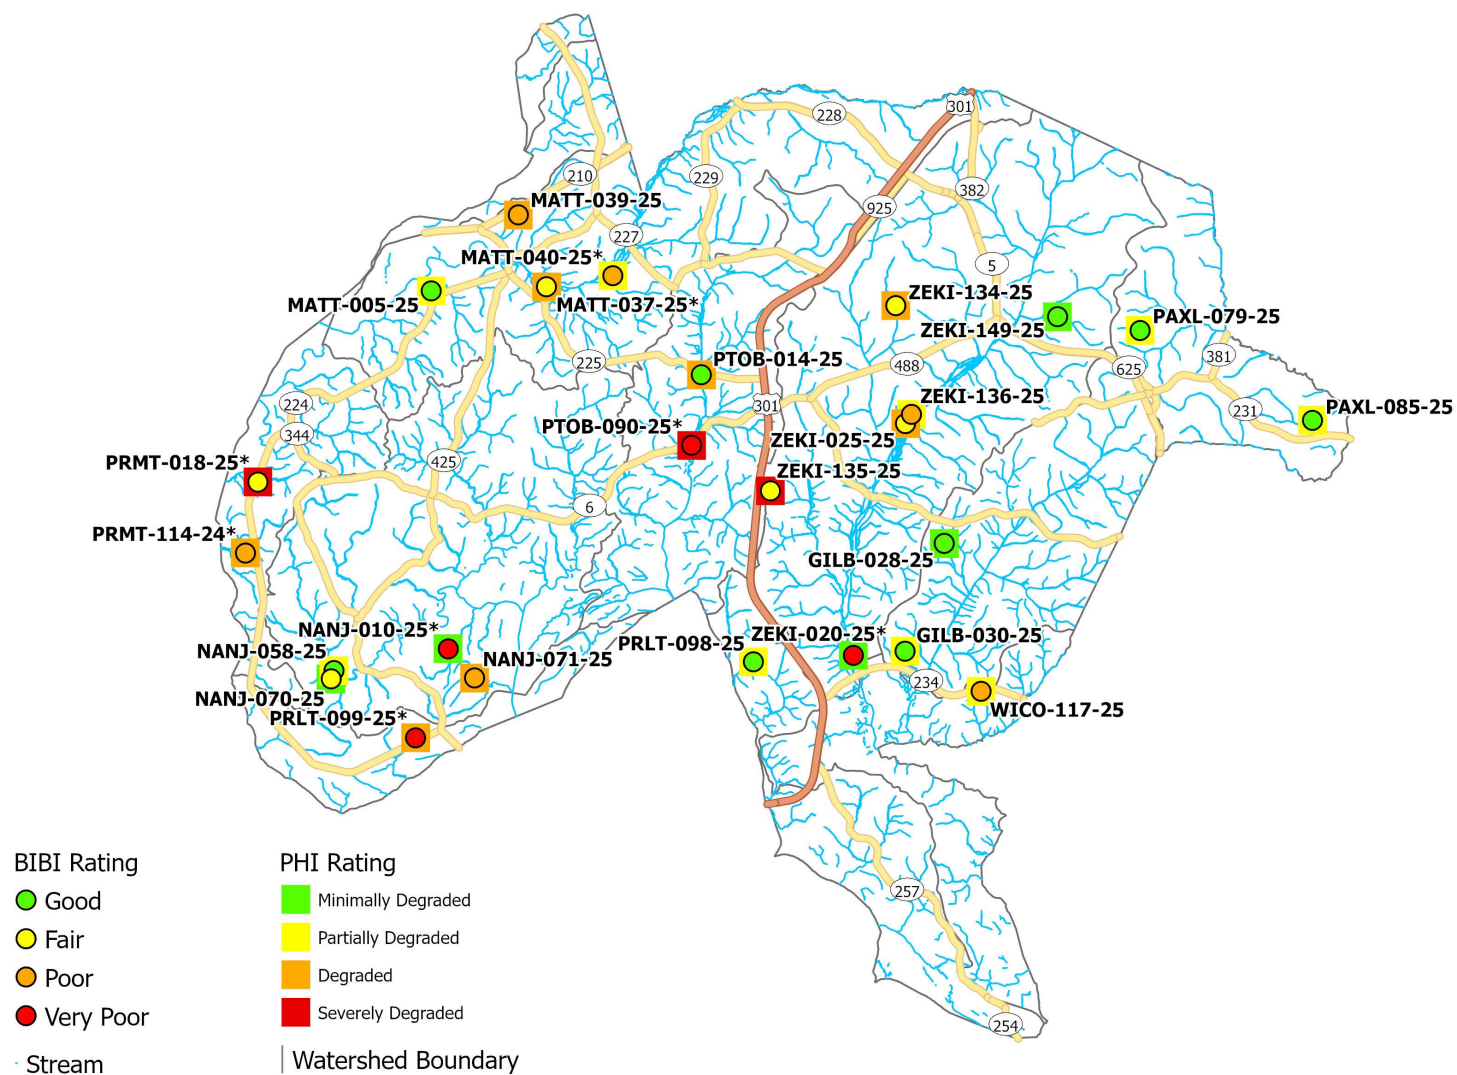 301
228
210
229
382
MATT-039-25
925
227
MATT-040-25*
5
MATT-005-25
MATT-037-25*
ZEKI-134-25
ZEKI-149-25
PAXL-079-25
225
PTOB-014-25
488
625
381
224
301
ZEKI-136-25
231
PAXL-085-25
344
PTOB-090-25*
ZEKI-025-25
PRMT-018-25*
425
ZEKI-135-25
6
PRMT-114-24*
GILB-028-25
NANJ-010-25*
ZEKI-020-25*
GILB-030-25
NANJ-058-25
NANJ-071-25
PRLT-098-25
234
NANJ-070-25
PRLT-099-25*
WICO-117-25
257
254
BIBI Rating
Good
Fair
Poor
Very Poor
Stream
PHI Rating
Minimally Degraded
Partially Degraded
Degraded
Severely Degraded
Watershed Boundary